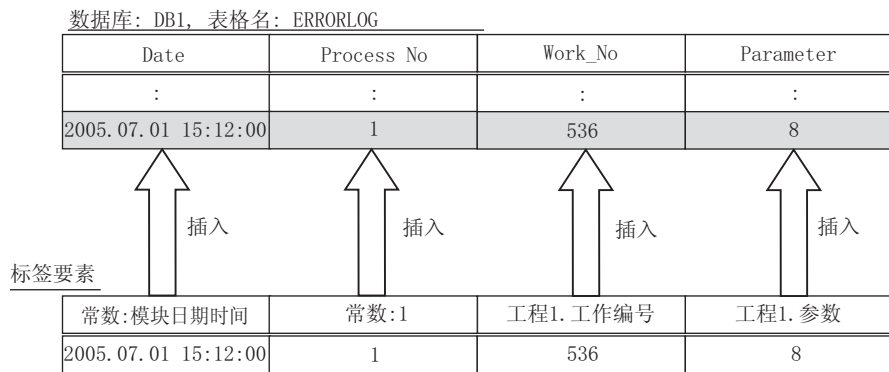 数据库: DB1, 表格名: ERRORLOG
Date Process No Work_No Parameter
: : : :
2005.07.01 15:12:00 1 536 8
插入 插入 插入 插入
标签要素
常数:模块日期时间 常数:1 工程1.工作编号 工程1.参数
2005.07.01 15:12:00 1 536 8